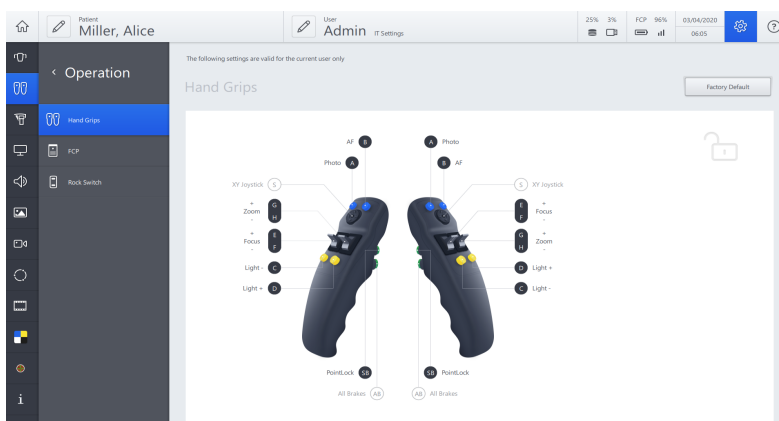 Patient
Miller, Alice
User
Admin IT Settings
25% 3%
FCP 96%
03/04/2020
06:05
?
Operation
The following settings are valid for the current user only
Hand Grips
Factory Default
Hand Grips
FCP
Rock Switch
i
AF B
Photo A
XY Joystick S
+
Zoom
-
G
H
+
Focus
-
E
F
Light - C
Light + D
PointLock SB
All Brakes AB
A Photo
B AF
S XY Joystick
E
F
+
Focus
-
G
H
+
Zoom
-
D Light +
C Light -
SB PointLock
AB All Brakes